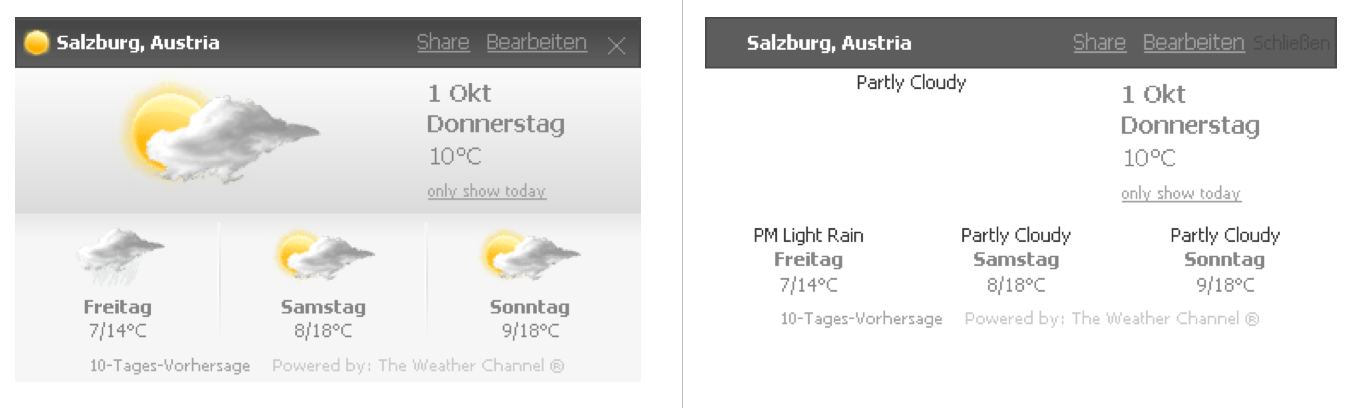 Salzburg, Austria Share Bearbeiten
1 Okt
Donnerstag
10°C
only show today
Freitag Samstag Sonntag
7/14°C 8/18°C 9/18°C
10-Tages-Vorhersage Powered by: The Weather Channel ®
Salzburg, Austria Share Bearbeiten Schließen
Partly Cloudy
1 Okt
Donnerstag
10°C
only show today
PM Light Rain Partly Cloudy Partly Cloudy
Freitag Samstag Sonntag
7/14°C 8/18°C 9/18°C
10-Tages-Vorhersage Powered by: The Weather Channel ®